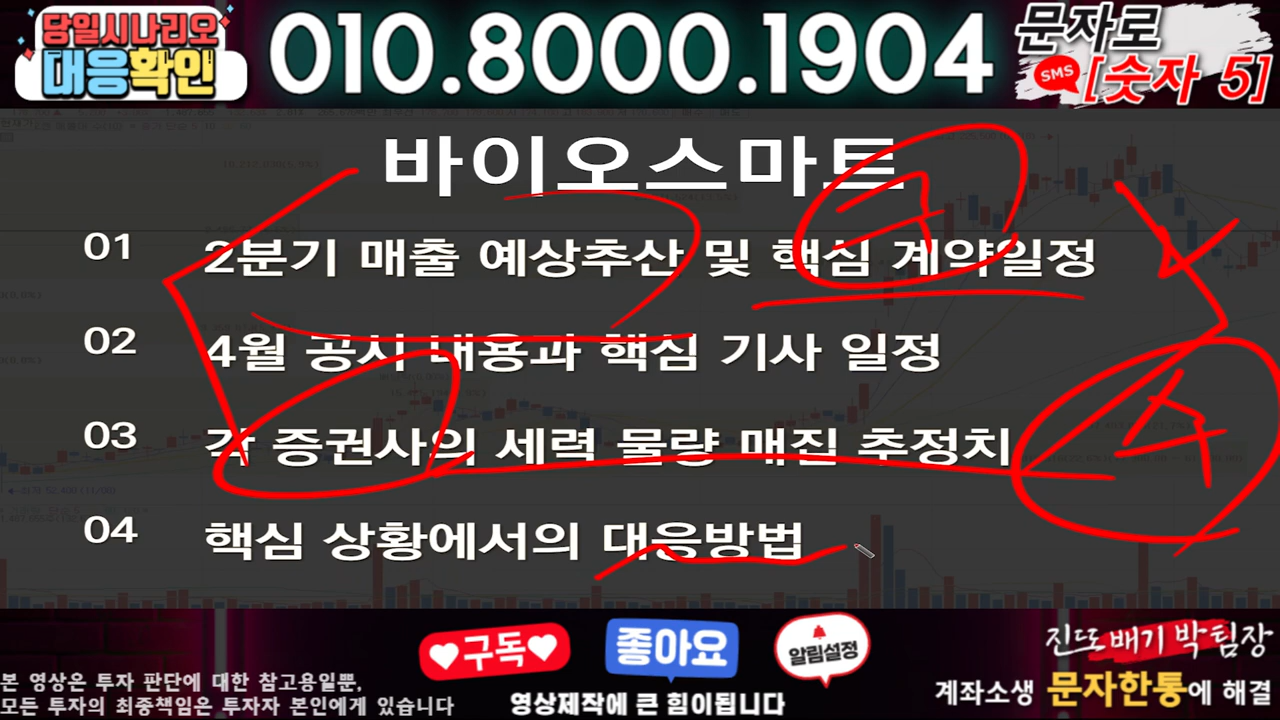 당일시나리오
대응확인
010.8000.1904
문자로
SMS [숫자 5]
바이오스마트
01 2분기 매출 예상추산 및 핵심 계약일정
02 4월 공시 내용과 핵심 기사 일정
03 각 증권사의 세력 물량 매진 추정치
04 핵심 상황에서의 대응방법
구독
좋아요
알림설정
영상제작에 큰 힘이됩니다
본 영상은 투자 판단에 대한 참고용일뿐,
모든 투자의 최종책임은 투자자 본인에게 있습니다
진또배기 박팀장
계좌소생 문자한통에 해결